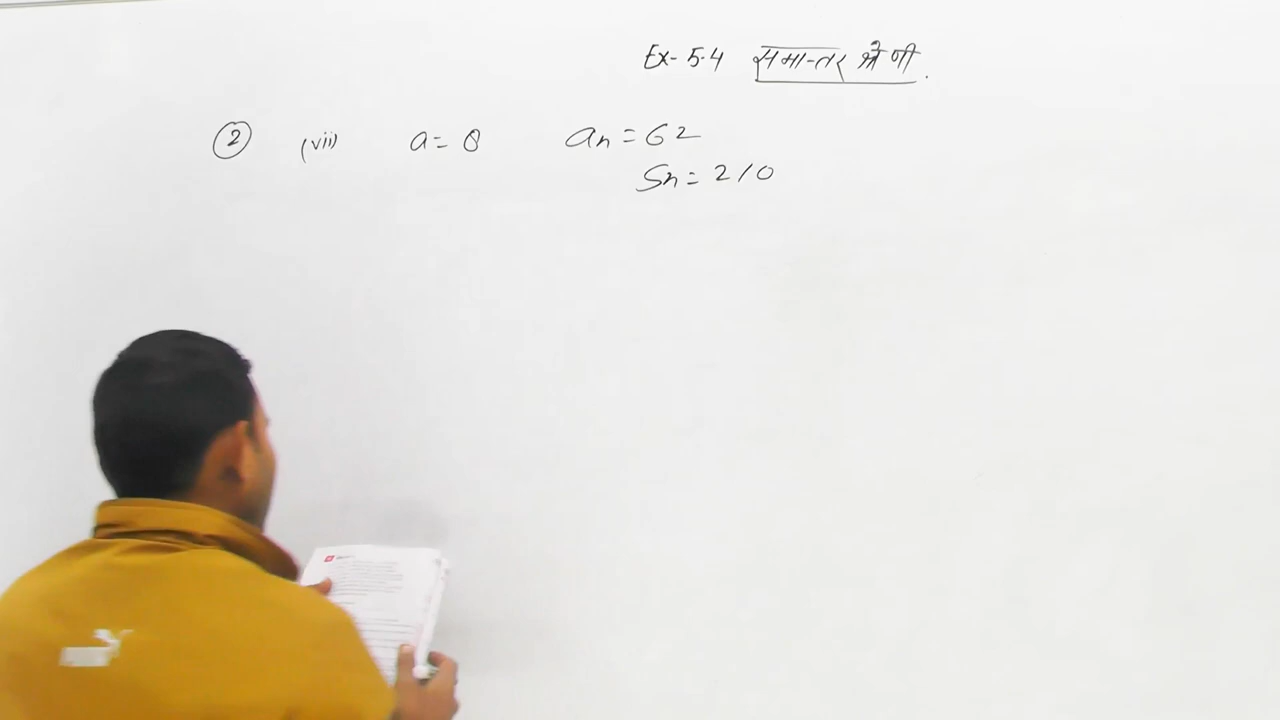 Ex- 5.4 समान्तर श्रेणी.
② (vii) a = 8 an = 62
Sn = 210